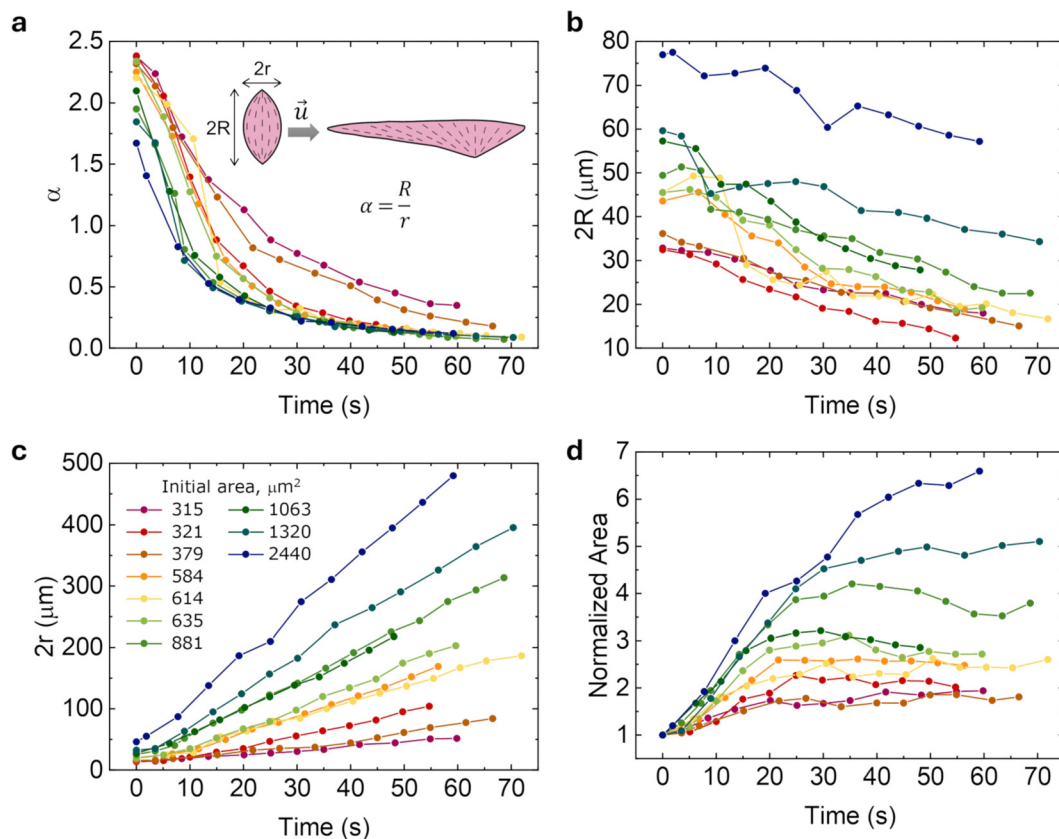 a
2.5
2.0
1.5
1.0
0.5
0.0
α
0 10 20 30 40 50 60 70
Time (s)
2r
2R
u⃗
α = R/r
b
80
70
60
50
40
30
20
10
2R (μm)
0 10 20 30 40 50 60 70
Time (s)
c
500
400
300
200
100
0
2r (μm)
Initial area, μm²
315
321
379
584
614
635
881
1063
1320
2440
0 10 20 30 40 50 60 70
Time (s)
d
7
6
5
4
3
2
1
Normalized Area
0 10 20 30 40 50 60 70
Time (s)